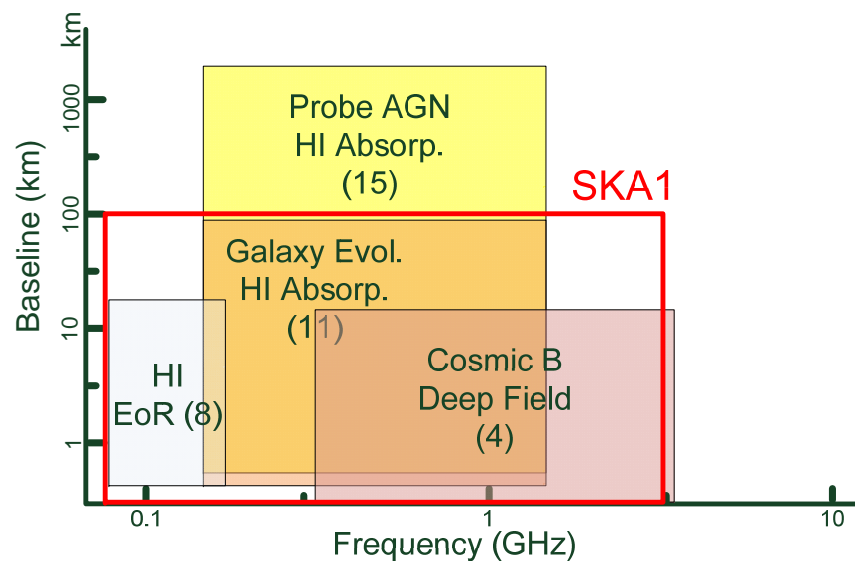 km
1000
100
10
1
Baseline (km)
Probe AGN
HI Absorp.
(15)
SKA1
Galaxy Evol.
HI Absorp.
(11)
HI
EoR (8)
Cosmic B
Deep Field
(4)
0.1
1
10
Frequency (GHz)